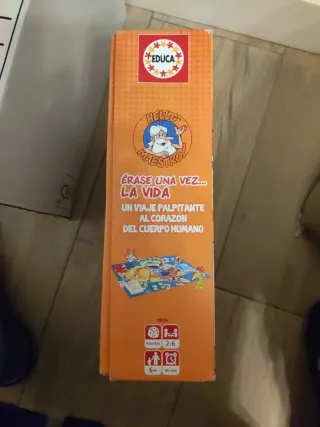 EDUCA
HELLO
MAESTRO!
ÉRASE UNA VEZ...
LA VIDA
UN VIAJE PALPITANTE
AL CORAZÓN
DEL CUERPO HUMANO
2-6
6+